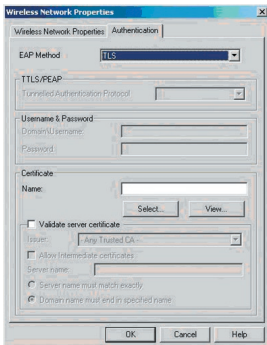 Wireless Network Properties
Wireless Network Properties
Authentication
EAP Method
TLS
TTLS/PEAP
Tunnelled Authentication Protocol
Username & Password
Domain\Username:
Password:
Certificate
Name:
Select...
View...
Validate server certificate
Issuer:
- Any Trusted CA -
Allow Intermediate certificates
Server name:
Server name must match exactly
Domain name must end in specified name
OK
Cancel
Help